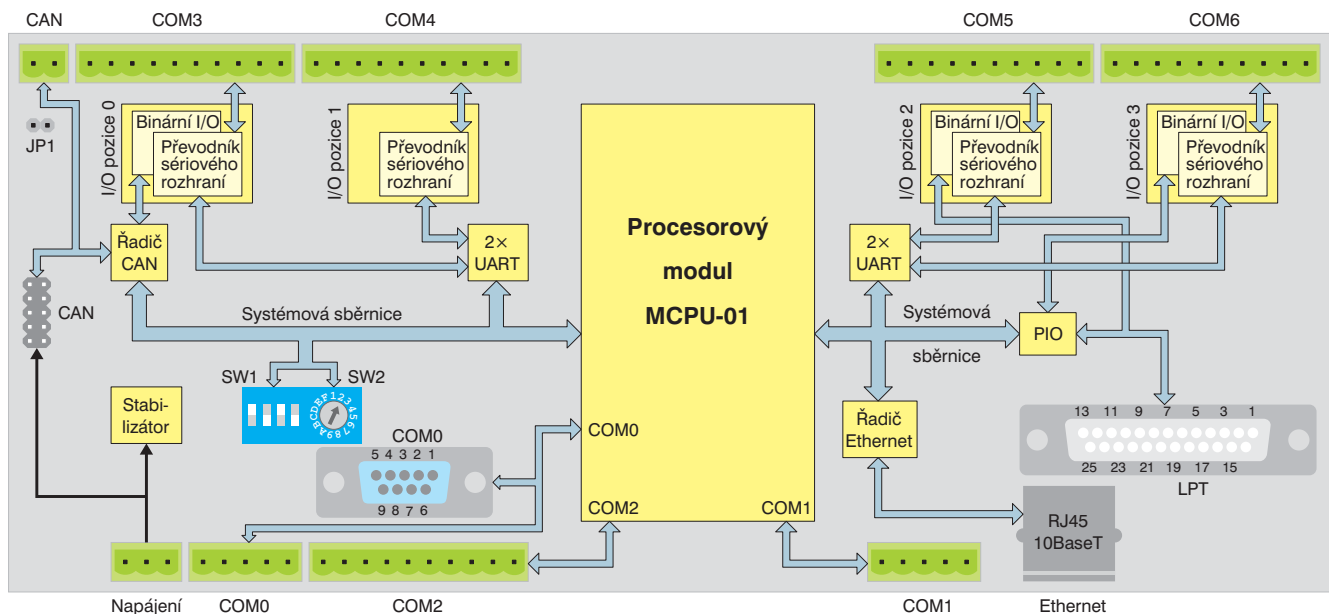 CAN
COM3
COM4
COM5
COM6
JP1
I/O pozice 0
Binární I/O
Převodník
sériového
rozhraní
I/O pozice 1
Převodník
sériového
rozhraní
I/O pozice 2
Binární I/O
Převodník
sériového
rozhraní
I/O pozice 3
Binární I/O
Převodník
sériového
rozhraní
Řadič
CAN
2×
UART
Procesorový
modul
MCPU-01
2×
UART
CAN
Systémová sběrnice
Systémová
sběrnice
PIO
SW1
SW2
0123456789ABCDEF
Stabi-
lizátor
COM0
5 4 3 2 1
9 8 7 6
COM0
COM2
COM1
Řadič
Ethernet
13 11 9 7 5 3 1
25 23 21 19 17 15
LPT
RJ45
10BaseT
Napájení
COM0
COM2
COM1
Ethernet